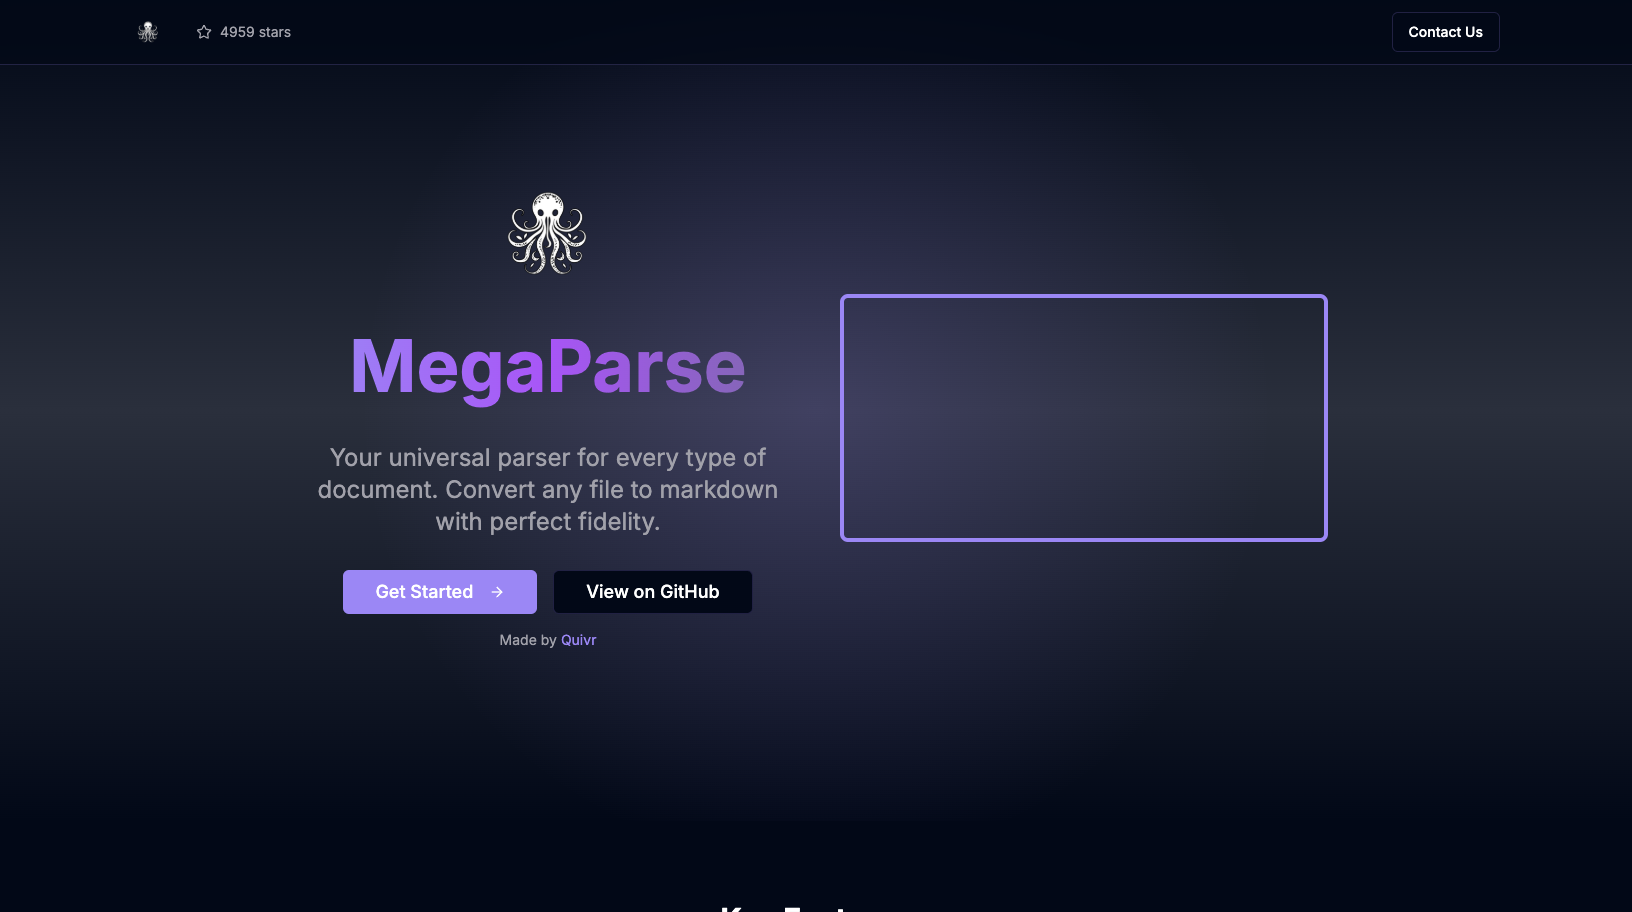 4959 stars
Contact Us
MegaParse
Your universal parser for every type of
document. Convert any file to markdown
with perfect fidelity.
Get Started
View on GitHub
Made by Quivr